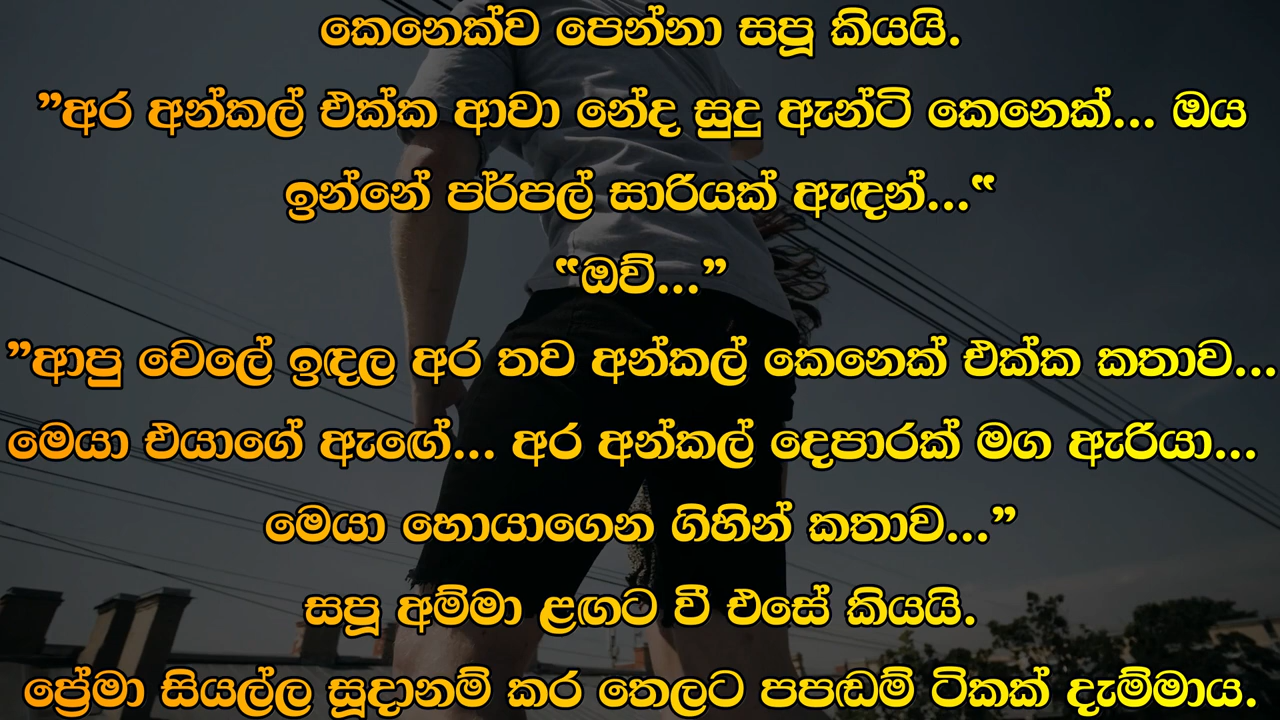 කෙනෙක්ව පෙන්නා සපූ කියයි.
”අර අන්කල් එක්ක ආවා නේද සුදු ඇන්ටි කෙනෙක්... ඔය
ඉන්නේ පර්පල් සාරියක් ඇඳන්...“
“ඔව්...”
”ආපු වෙලේ ඉඳල අර තව අන්කල් කෙනෙක් එක්ක කතාව...
මෙයා එයාගේ ඇඟේ... අර අන්කල් දෙපාරක් මග ඇරියා...
මෙයා හොයාගෙන ගිහින් කතාව...”
සපූ අම්මා ළඟට වී එසේ කියයි.
ප්‍රේමා සියල්ල සූදානම් කර තෙලට පපඬම් ටිකක් දැම්මාය.